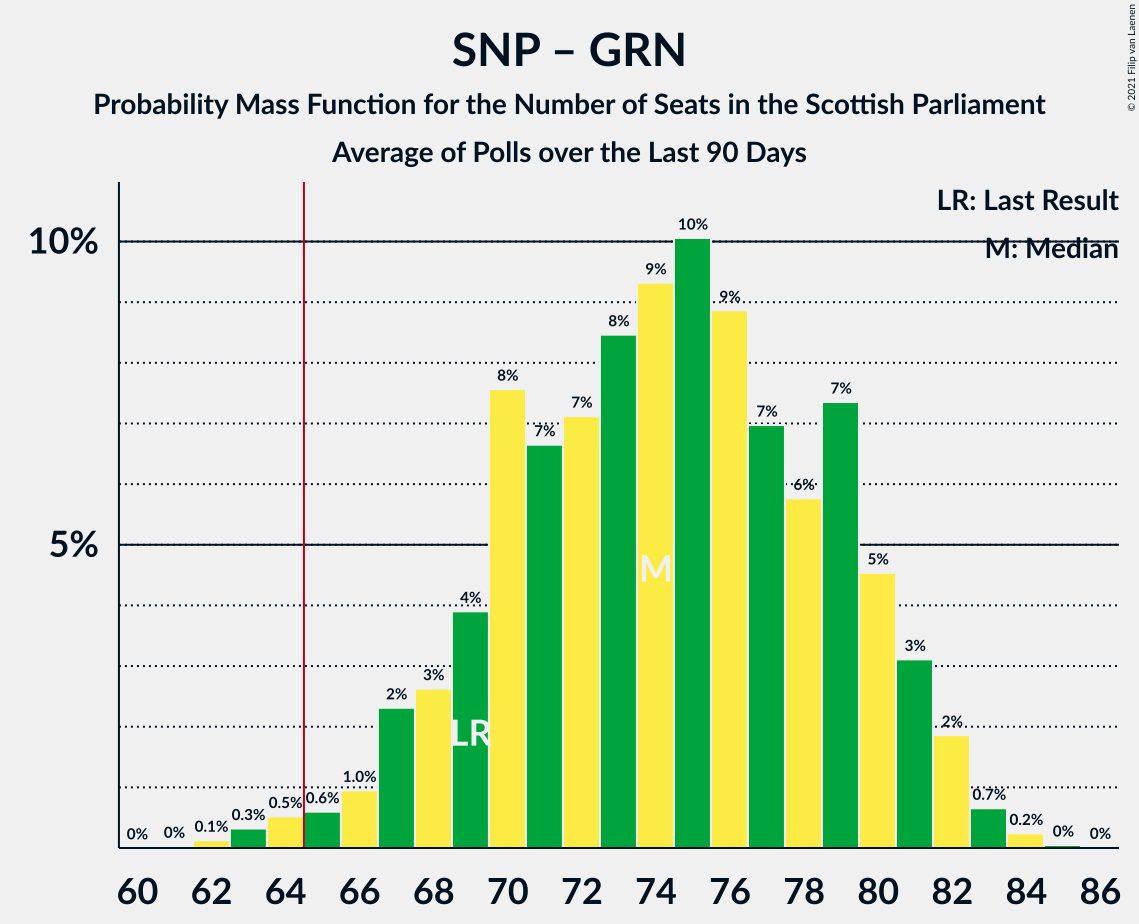 SNP – GRN
Probability Mass Function for the Number of Seats in the Scottish Parliament
Average of Polls over the Last 90 Days
© 2021 Filip van Laenen
LR: Last Result
M: Median
10%
5%
0% 0% 0.1% 0.3% 0.5% 0.6% 1.0% 2% 3% 4% 8% 7% 7% 8% 9% 10% 9% 7% 6% 7% 5% 3% 2% 0.7% 0.2% 0% 0%
LR
M
60 62 64 66 68 70 72 74 76 78 80 82 84 86